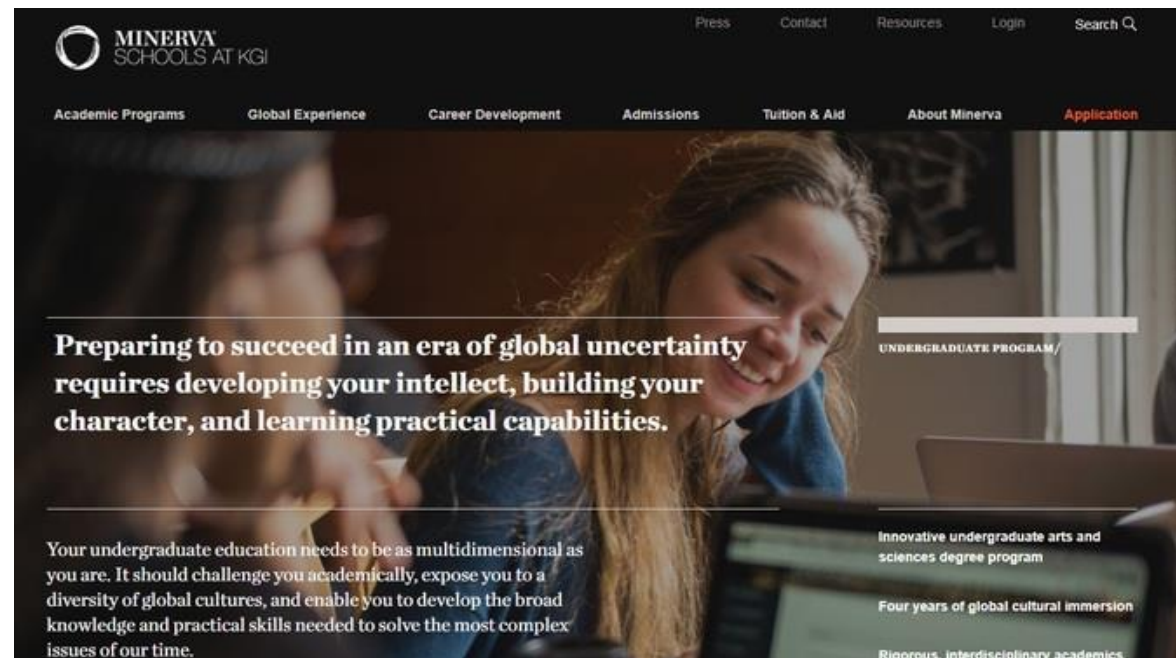 Press Contact Resources Login Search
MINERVA
SCHOOLS AT KGI
Academic Programs Global Experience Career Development Admissions Tuition & Aid About Minerva Application
Preparing to succeed in an era of global uncertainty
requires developing your intellect, building your
character, and learning practical capabilities.
UNDERGRADUATE PROGRAM/
Your undergraduate education needs to be as multidimensional as
you are. It should challenge you academically, expose you to a
diversity of global cultures, and enable you to develop the broad
knowledge and practical skills needed to solve the most complex
issues of our time.
Innovative undergraduate arts and
sciences degree program
Four years of global cultural immersion
Rigorous, interdisciplinary academics